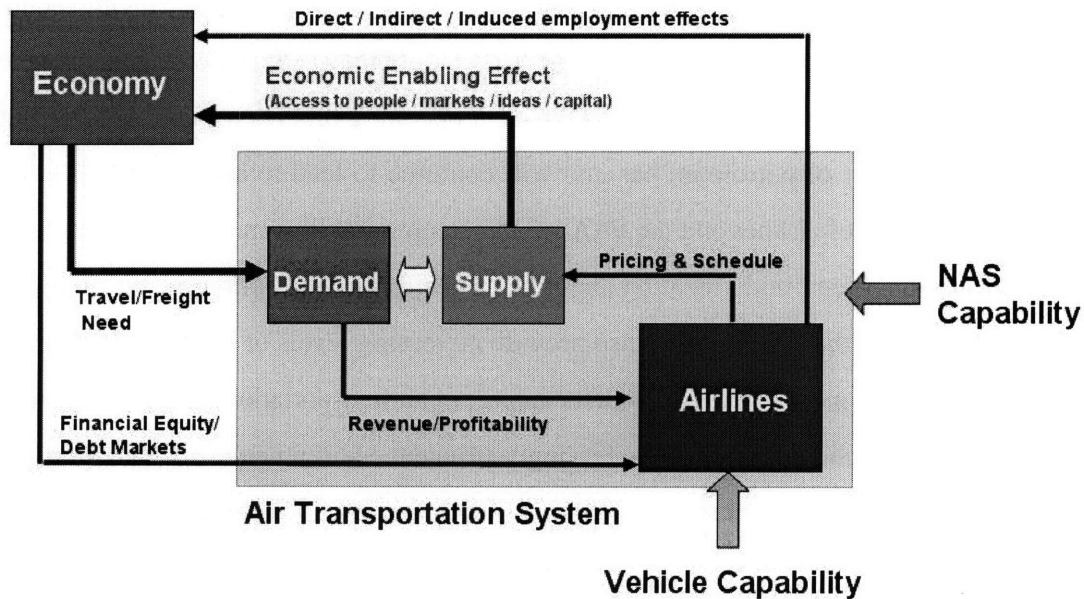 Direct / Indirect / Induced employment effects
Economy
Economic Enabling Effect
(Access to people / markets / ideas / capital)
Demand
Supply
Pricing & Schedule
NAS
Capability
Travel/Freight
Need
Airlines
Financial Equity/
Debt Markets
Revenue/Profitability
Air Transportation System
Vehicle Capability